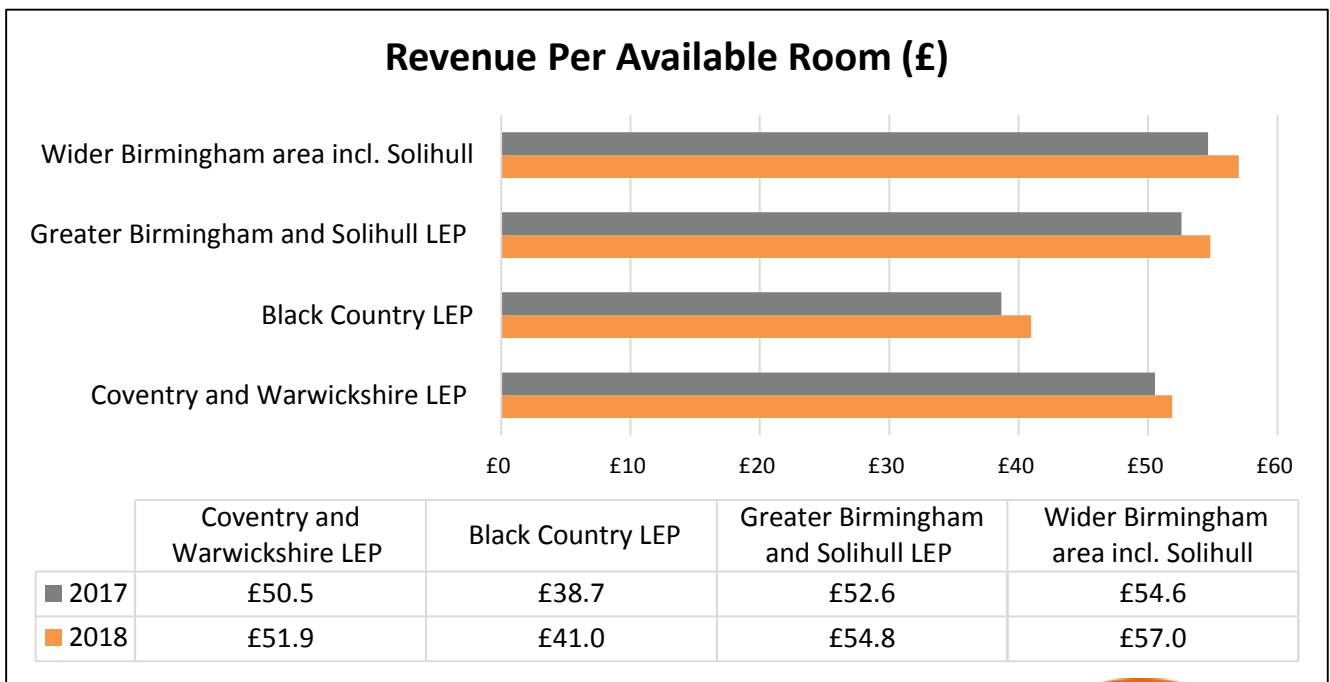 Revenue Per Available Room (£)
Wider Birmingham area incl. Solihull
Greater Birmingham and Solihull LEP
Black Country LEP
Coventry and Warwickshire LEP
£0 £10 £20 £30 £40 £50 £60
Coventry and Warwickshire LEP Black Country LEP Greater Birmingham and Solihull LEP Wider Birmingham area incl. Solihull
2017 £50.5 £38.7 £52.6 £54.6
2018 £51.9 £41.0 £54.8 £57.0